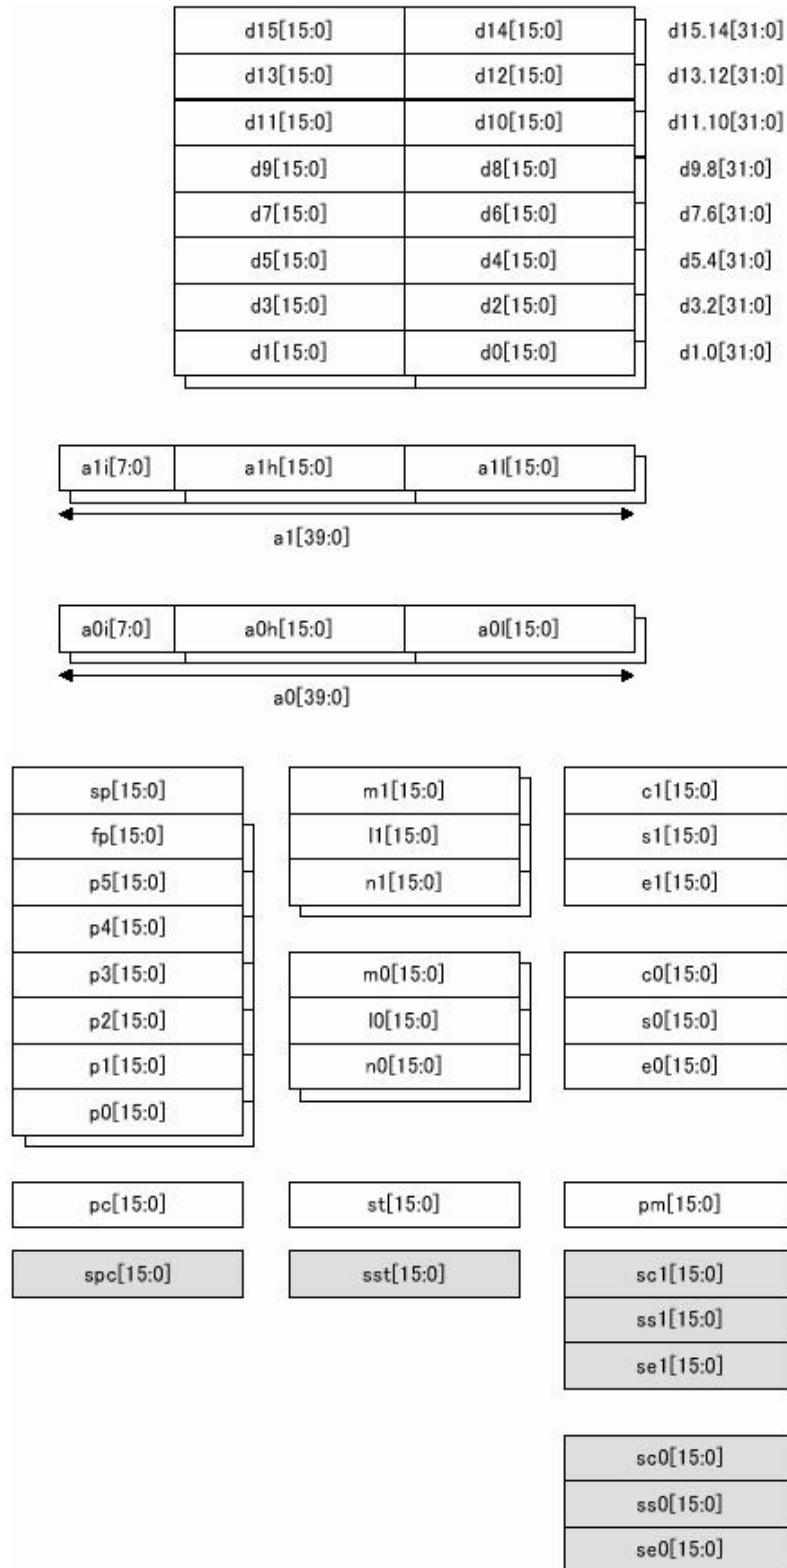 d15[15:0] d14[15:0] d15.14[31:0]
d13[15:0] d12[15:0] d13.12[31:0]
d11[15:0] d10[15:0] d11.10[31:0]
d9[15:0] d8[15:0] d9.8[31:0]
d7[15:0] d6[15:0] d7.6[31:0]
d5[15:0] d4[15:0] d5.4[31:0]
d3[15:0] d2[15:0] d3.2[31:0]
d1[15:0] d0[15:0] d1.0[31:0]
a1i[7:0] a1h[15:0] a1l[15:0]
a1[39:0]
a0i[7:0] a0h[15:0] a0l[15:0]
a0[39:0]
sp[15:0] m1[15:0] c1[15:0]
fp[15:0] l1[15:0] s1[15:0]
p5[15:0] n1[15:0] e1[15:0]
p4[15:0]
p3[15:0] m0[15:0] c0[15:0]
p2[15:0] l0[15:0] s0[15:0]
p1[15:0] n0[15:0] e0[15:0]
p0[15:0]
pc[15:0] st[15:0] pm[15:0]
spc[15:0] sst[15:0] sc1[15:0]
ss1[15:0]
se1[15:0]
sc0[15:0]
ss0[15:0]
se0[15:0]